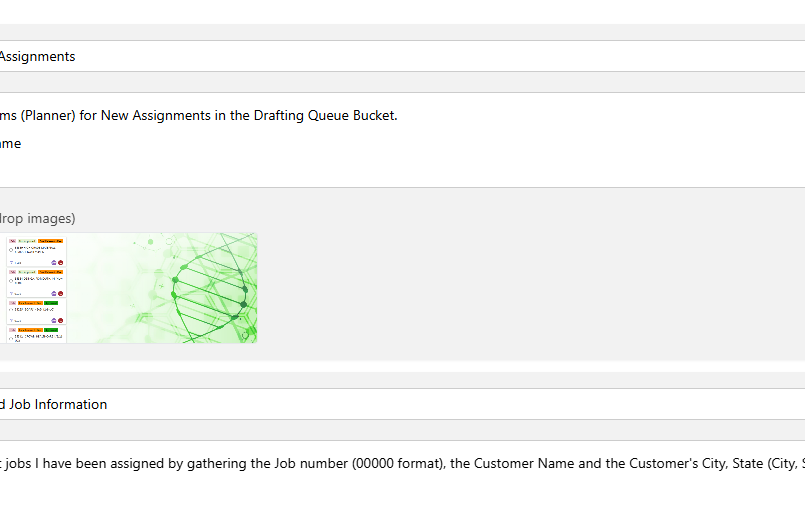 Assignments
ms (Planner) for New Assignments in the Drafting Queue Bucket.
ame
drop images)
d Job Information
jobs I have been assigned by gathering the Job number (00000 format), the Customer Name and the Customer's City, State (City,